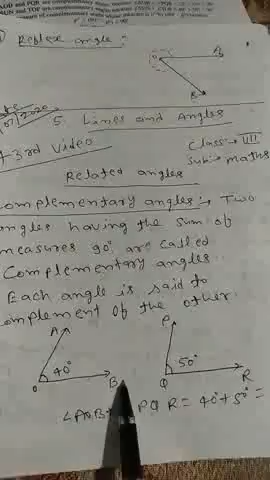 Reflex angle:
O
A
B
07/2020
5. Lines and Angles
3rd Video
Class - VII
Sub:- maths
Related angles
Complementary angles:- Two
angles having the sum of
measures 90° are called
Complementary angles.
Each angle is said to
complement of the other.
A
P
40°
50°
O
B
Q
R
∠AOB + PQR = 40° + 50° =